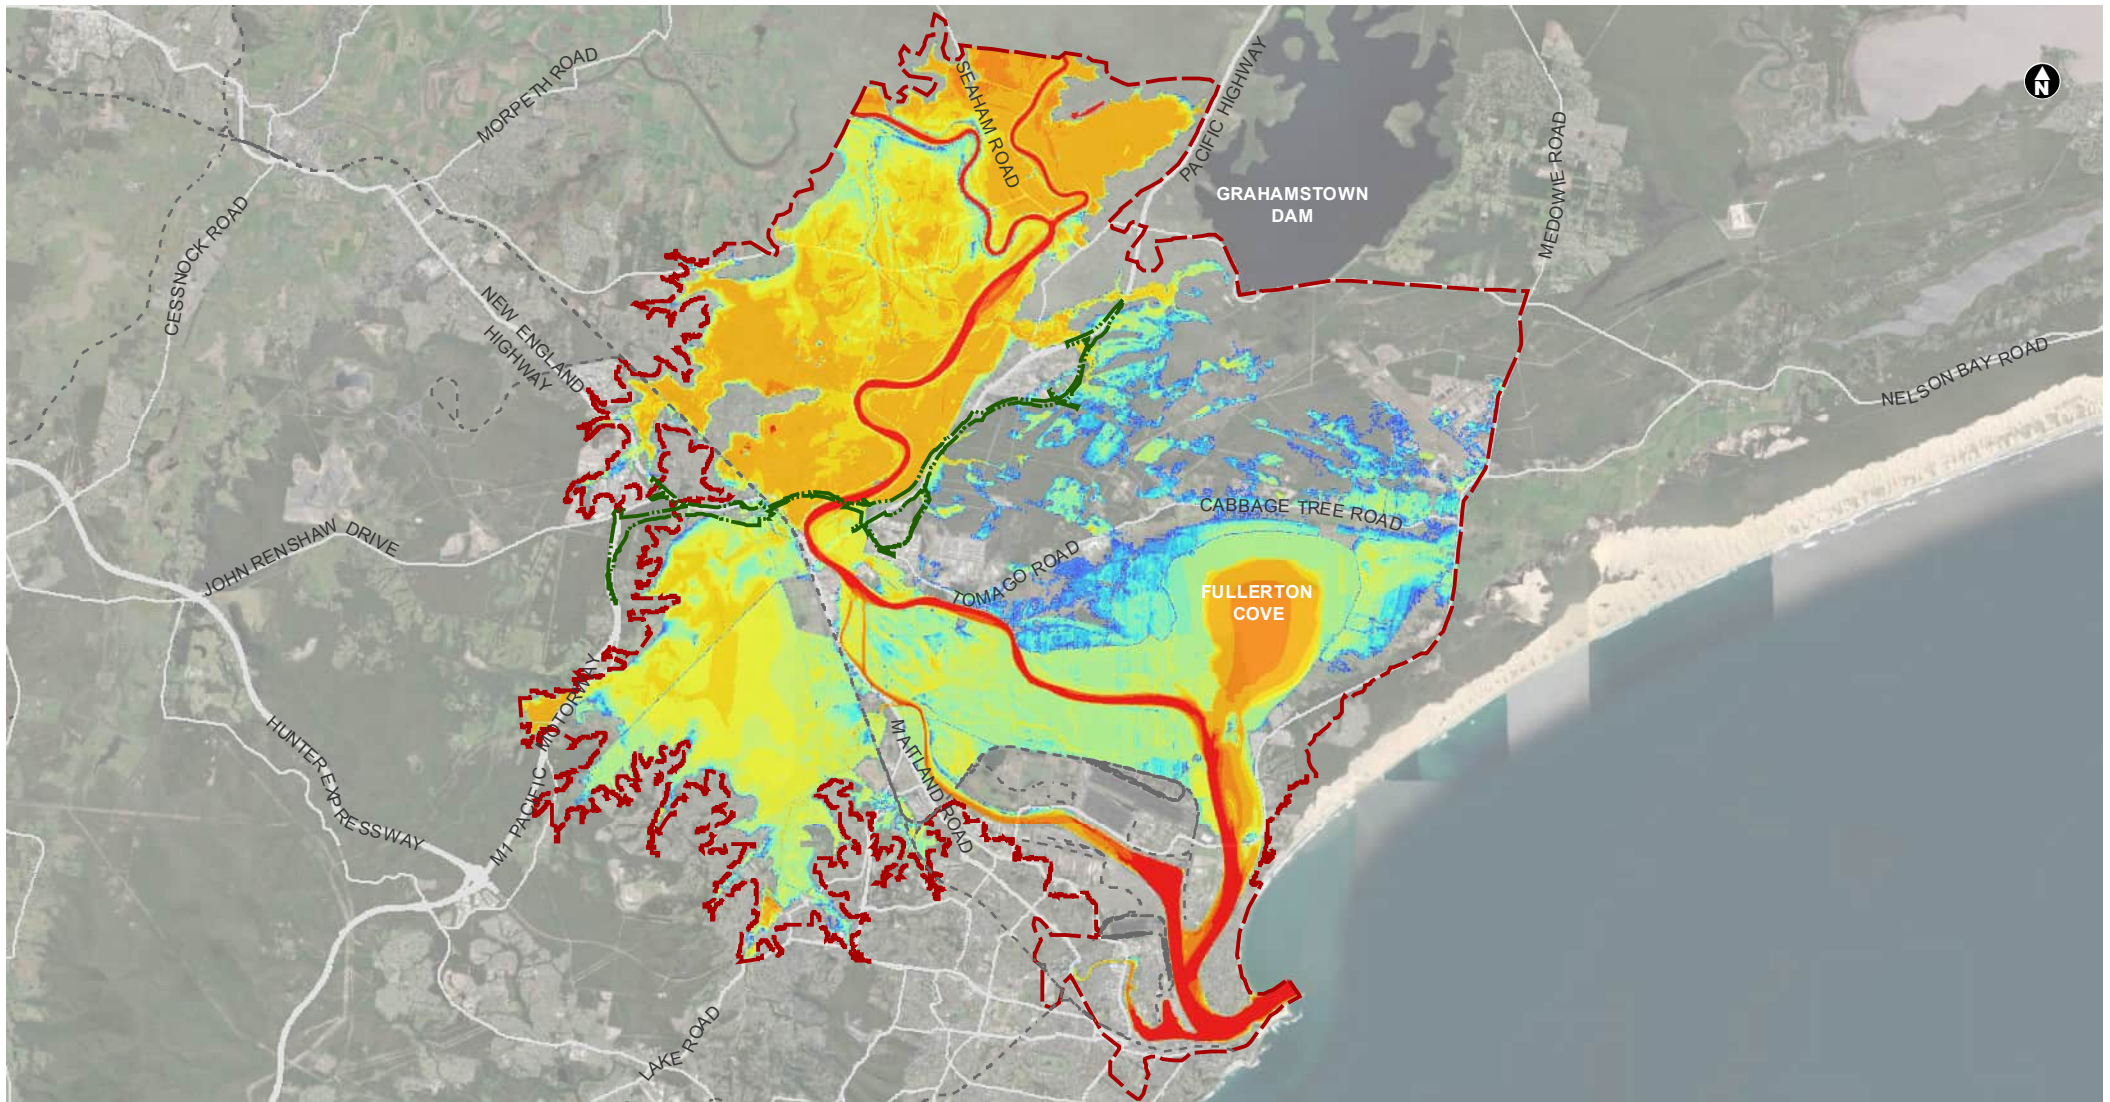 MORPETH ROAD
SEAHAM ROAD
PACIFIC HIGHWAY
N
GRAHAMSTOWN
DAM
MEDOWIE ROAD
CESSNOCK ROAD
NEW ENGLAND
HIGHWAY
NELSON BAY ROAD
CABBAGE TREE ROAD
JOHN RENSHAW DRIVE
TOMAGO ROAD
FULLERTON
COVE
HUNTER EXPRESSWAY
M1 PACIFIC MOTORWAY
MAITLAND ROAD
LAKE ROAD